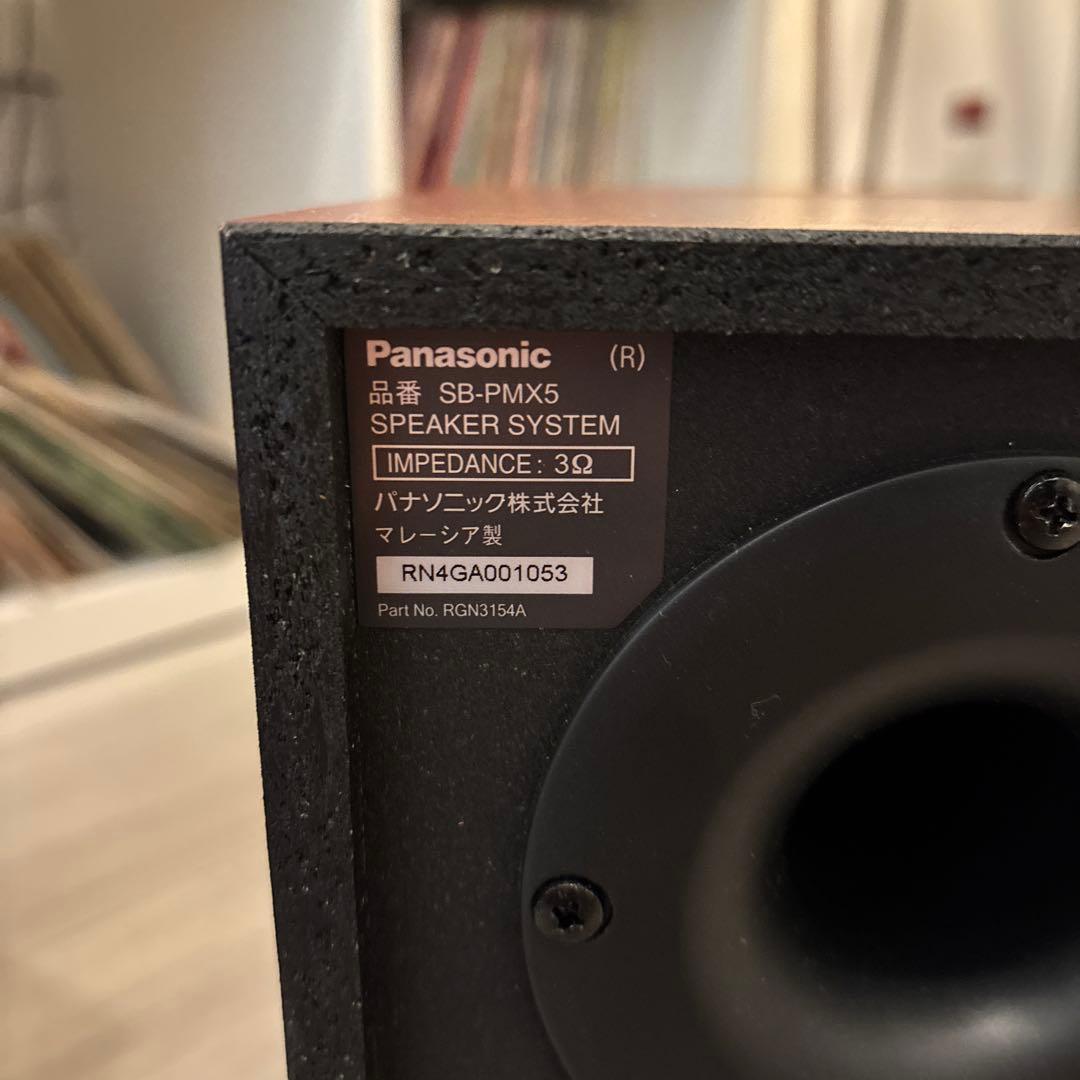 Panasonic (R)
品番 SB-PMX5
SPEAKER SYSTEM
IMPEDANCE: 3Ω
パナソニック株式会社
マレーシア製
RN4GA001053
Part No. RGN3154A